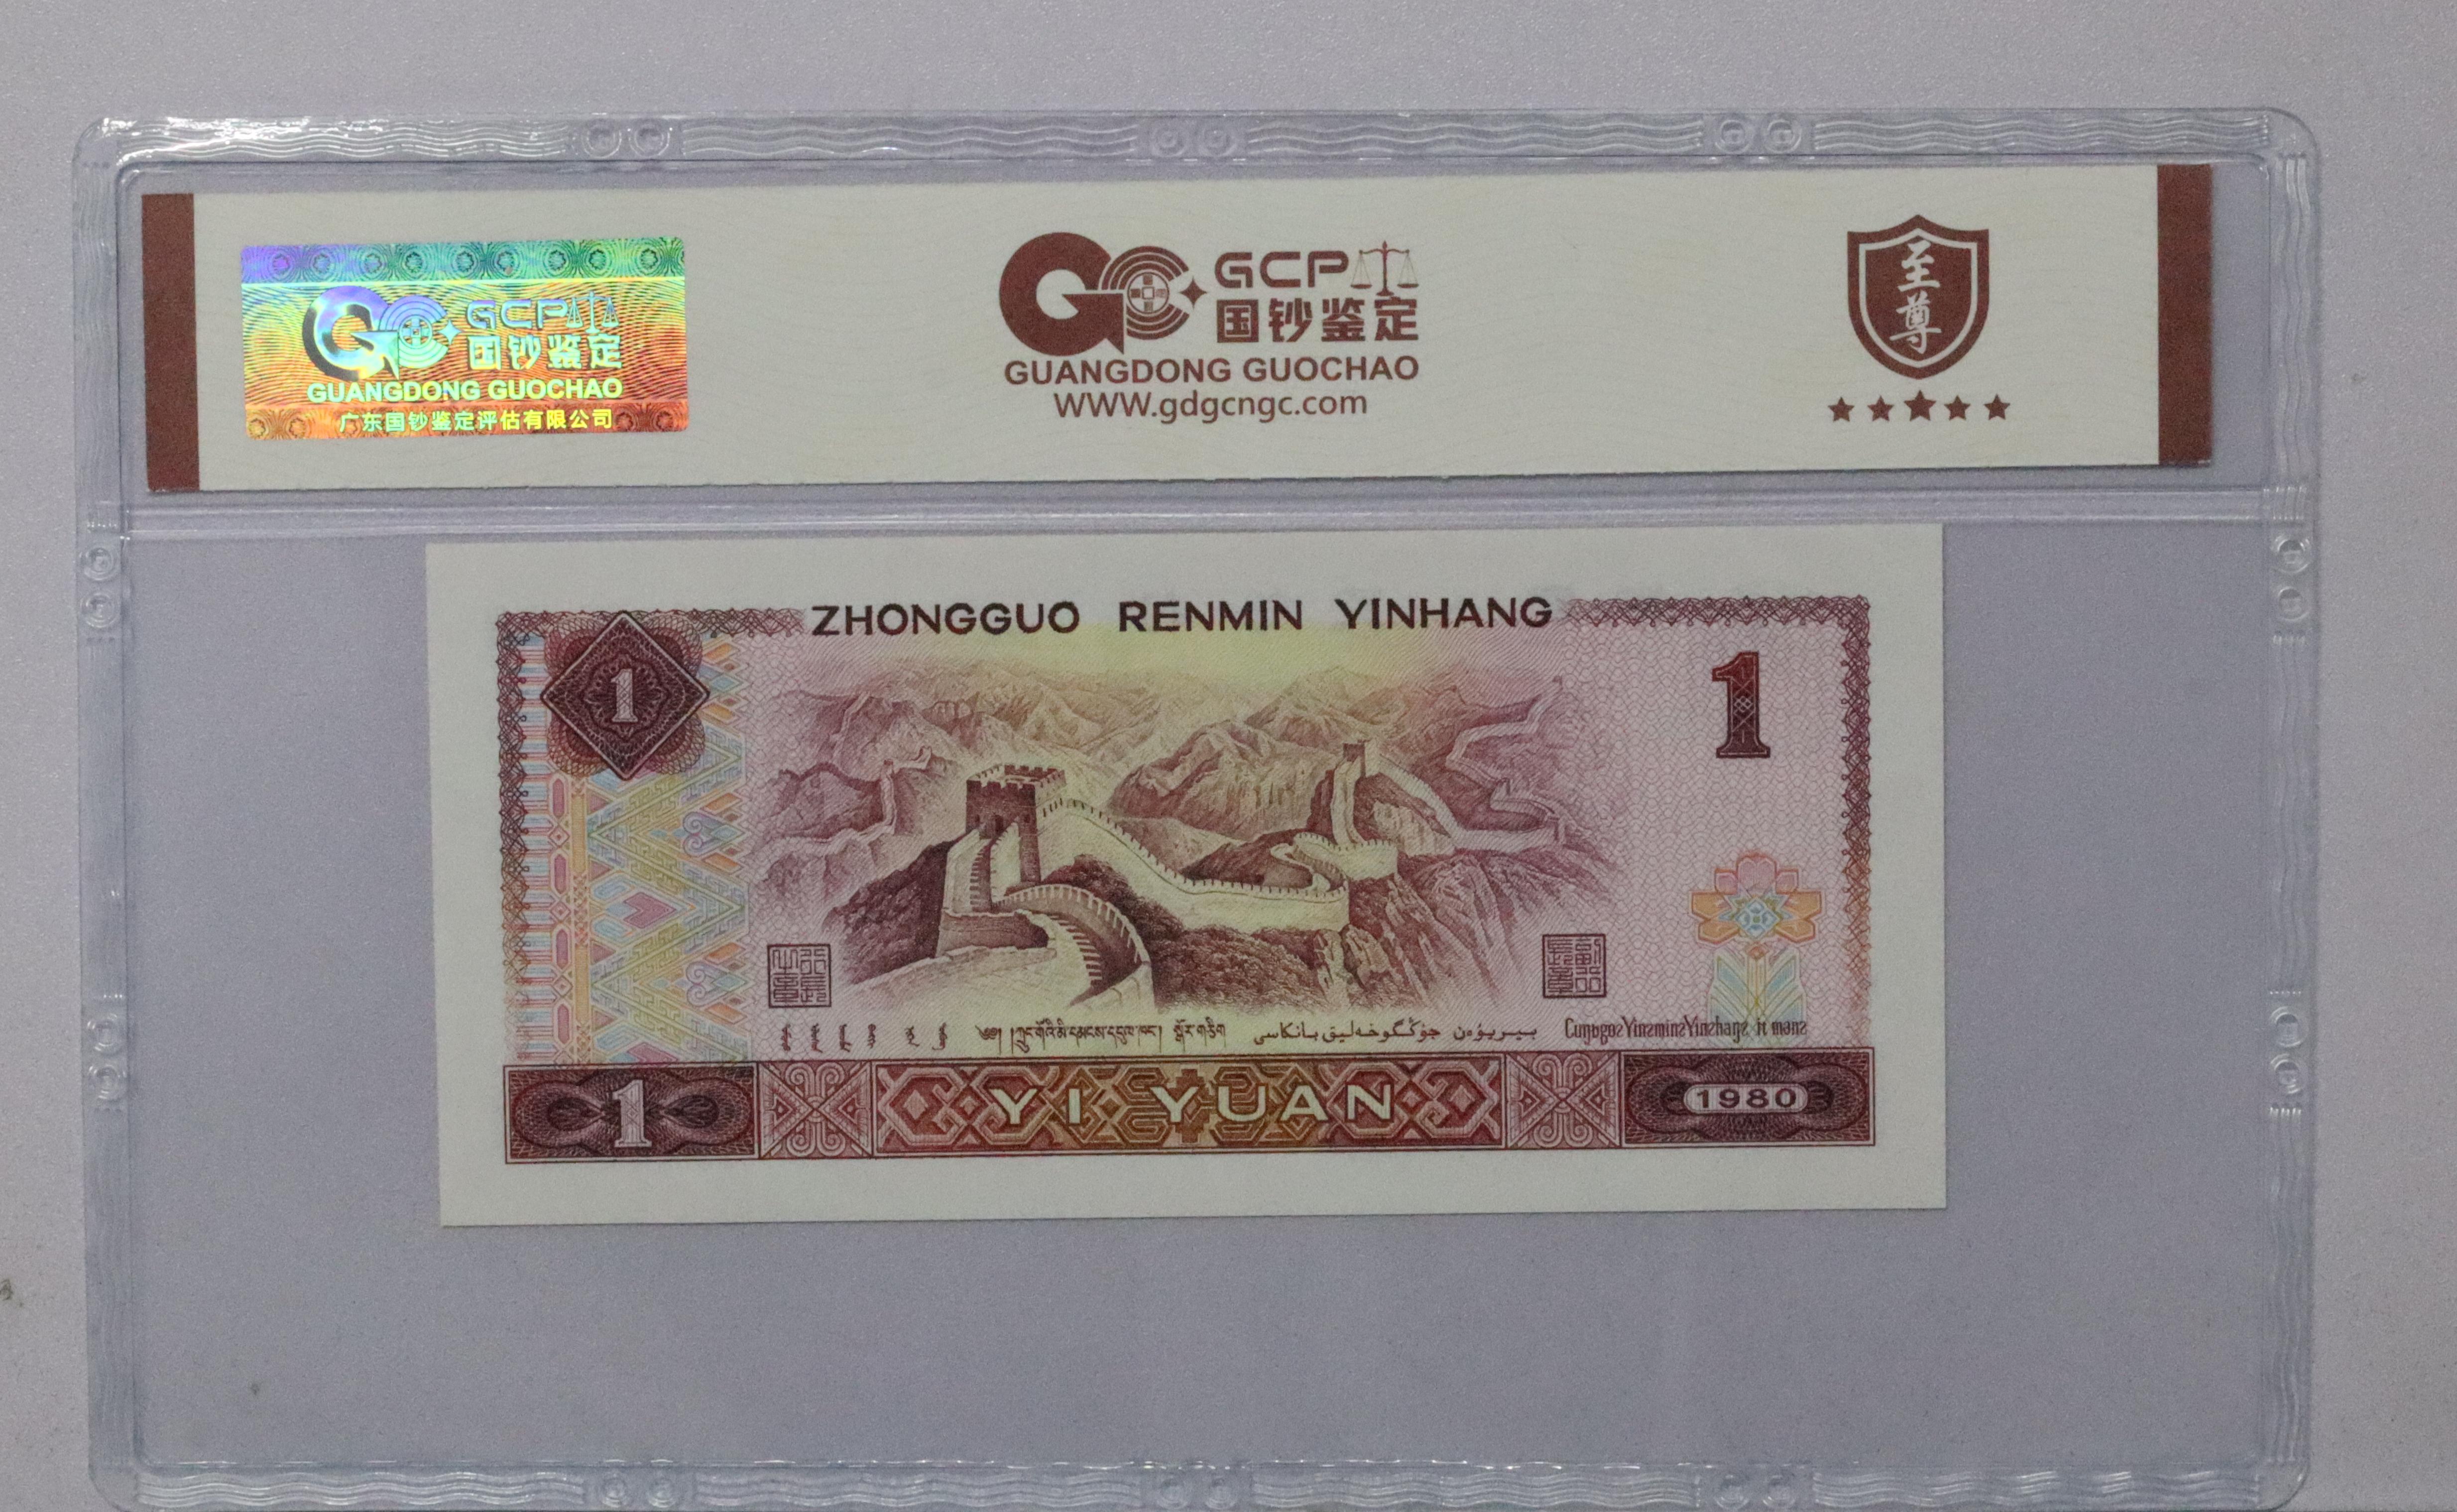 GCP
国钞鉴定
GUANGDONG GUOCHAO
广东国钞鉴定评估有限公司
GCP
国钞鉴定
GUANGDONG GUOCHAO
www.gdgcngc.com
至尊
ZHONGGUO RENMIN YINHANG
1
1
1
YI YUAN
1980